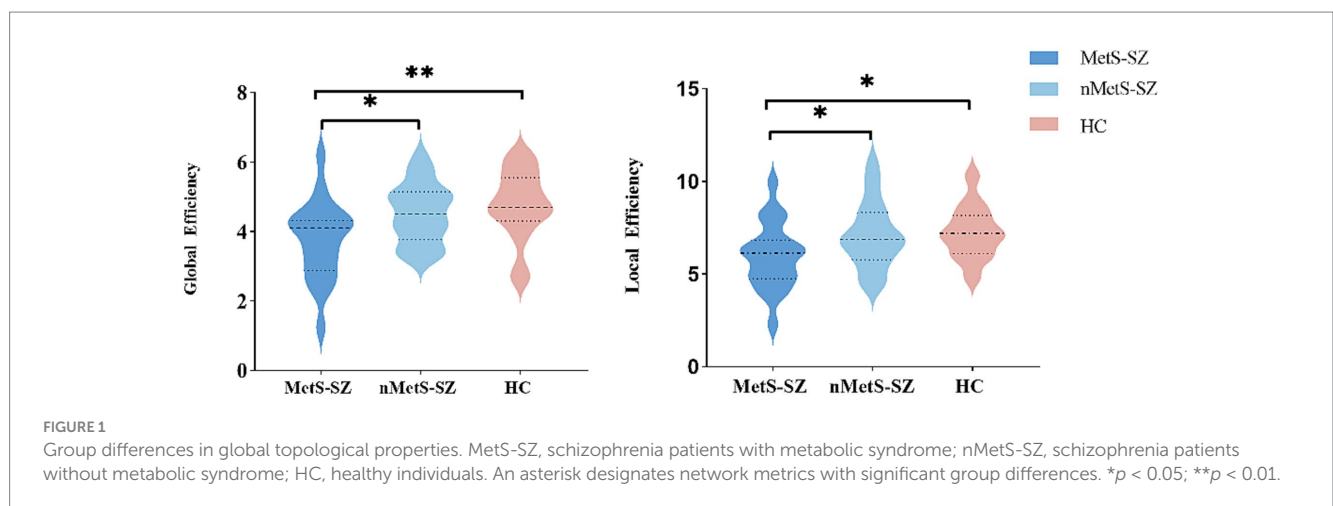 MetS-SZ
nMetS-SZ
HC
**
*
8
6
4
2
0
Global Efficiency
MetS-SZ nMetS-SZ HC
*
*
15
10
5
0
Local Efficiency
MetS-SZ nMetS-SZ HC
FIGURE 1
Group differences in global topological properties. MetS-SZ, schizophrenia patients with metabolic syndrome; nMetS-SZ, schizophrenia patients
without metabolic syndrome; HC, healthy individuals. An asterisk designates network metrics with significant group differences. *p < 0.05; **p < 0.01.